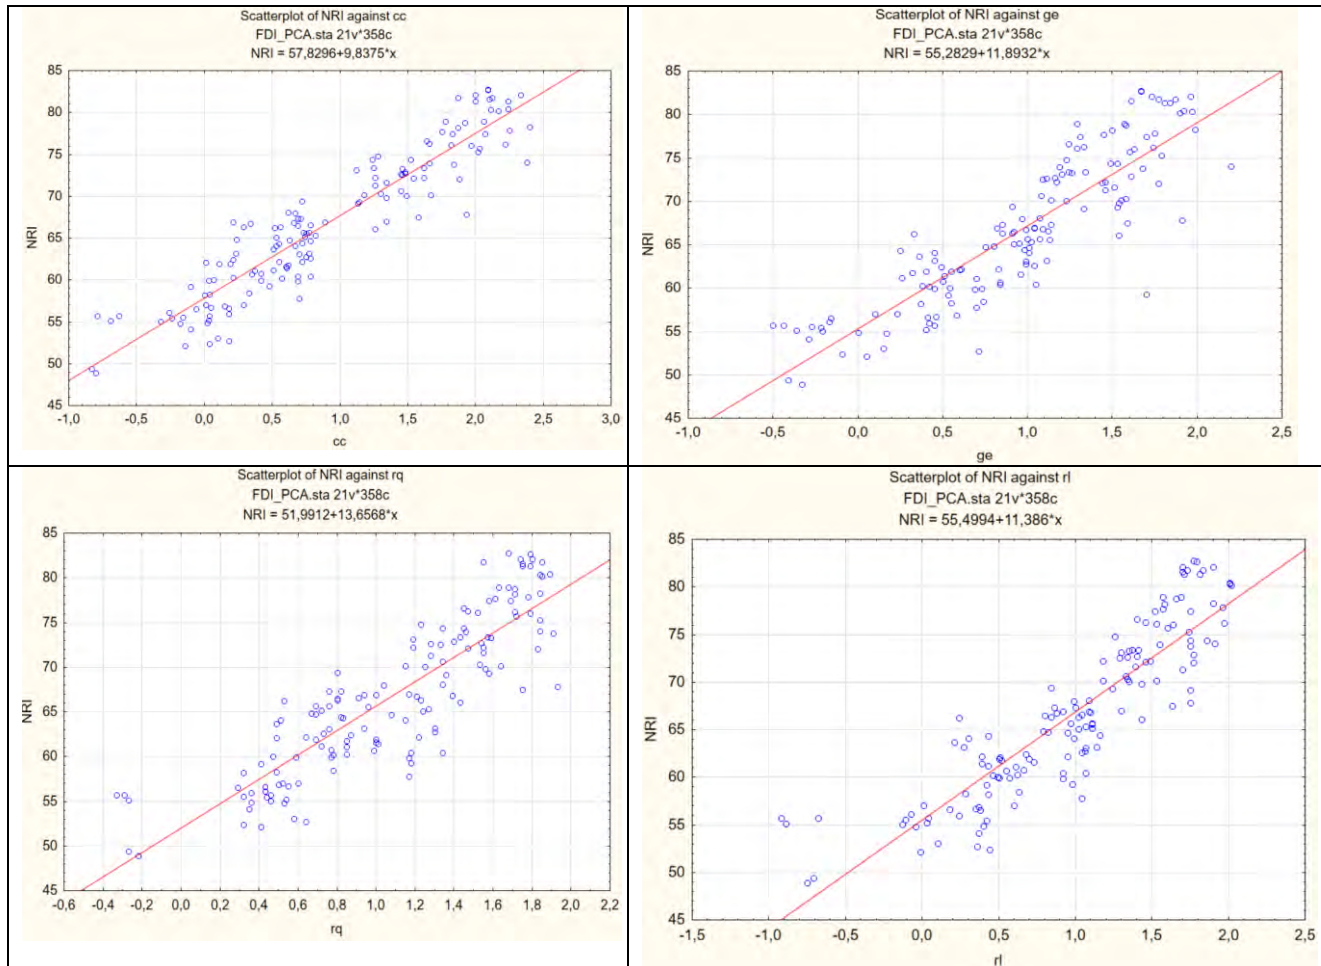 Scatterplot of NRI against cc
FDI_PCA.sta 21v*358c
NRI = 57,8296+9,8375*x
85
80
75
70
65
60
55
50
45
NRI
-1,0 -0,5 0,0 0,5 1,0 1,5 2,0 2,5 3,0
cc
Scatterplot of NRI against ge
FDI_PCA.sta 21v*358c
NRI = 55,2829+11,8932*x
85
80
75
70
65
60
55
50
45
NRI
-1,0 -0,5 0,0 0,5 1,0 1,5 2,0 2,5
ge
Scatterplot of NRI against rq
FDI_PCA.sta 21v*358c
NRI = 51,9912+13,6568*x
85
80
75
70
65
60
55
50
45
NRI
-0,6 -0,4 -0,2 0,0 0,2 0,4 0,6 0,8 1,0 1,2 1,4 1,6 1,8 2,0 2,2
rq
Scatterplot of NRI against rl
FDI_PCA.sta 21v*358c
NRI = 55,4994+11,386*x
85
80
75
70
65
60
55
50
45
NRI
-1,5 -1,0 -0,5 0,0 0,5 1,0 1,5 2,0 2,5
rl